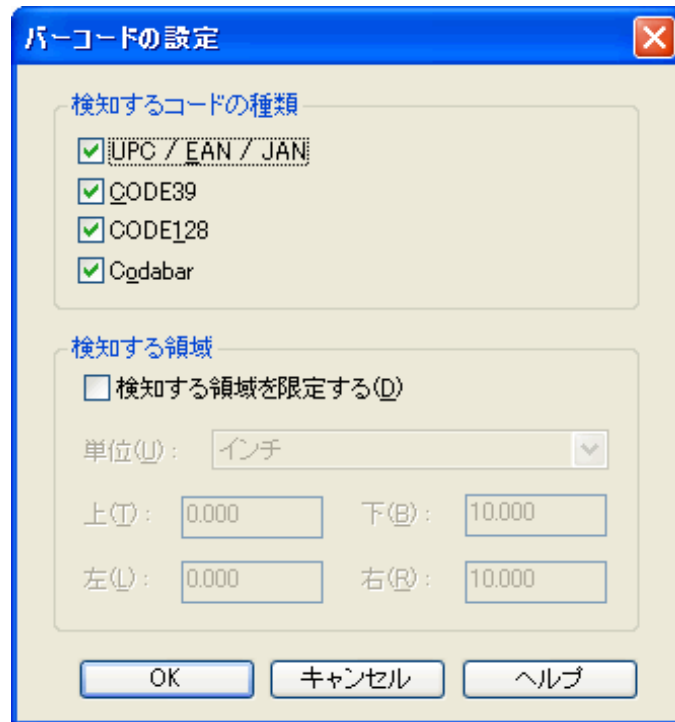 バーコードの設定
検知するコードの種類
UPC / EAN / JAN
CODE39
CODE128
Codabar
検知する領域
検知する領域を限定する(D)
単位(U): インチ
上(T): 0.000 下(B): 10.000
左(L): 0.000 右(R): 10.000
OK キャンセル ヘルプ